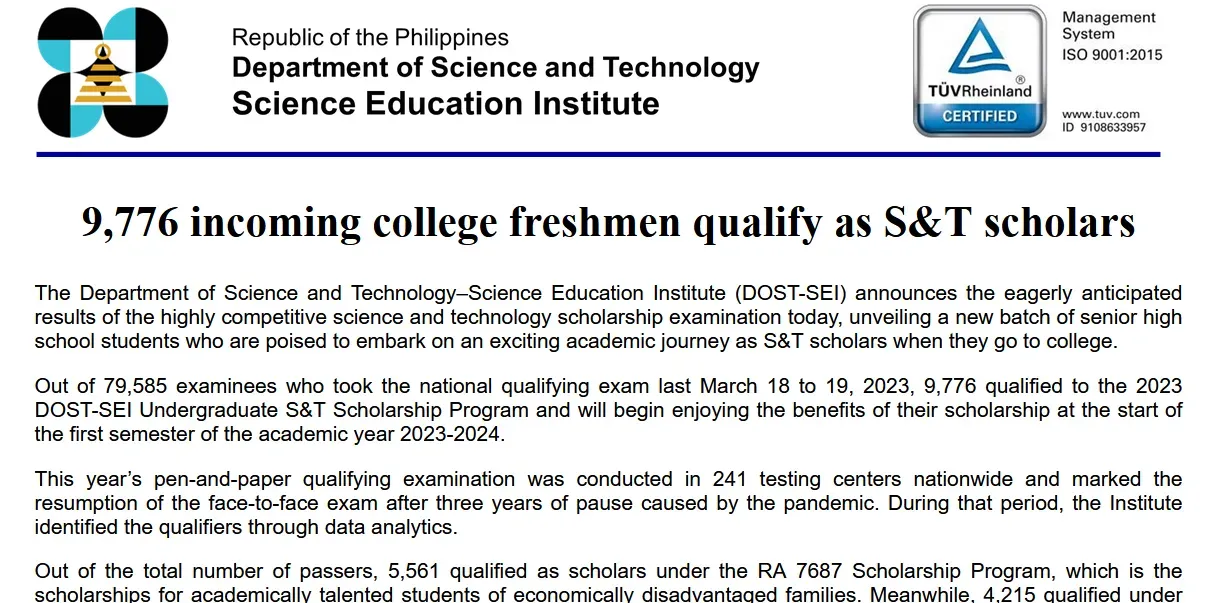 Republic of the Philippines
Department of Science and Technology
Science Education Institute
TÜVRheinland®
CERTIFIED
Management
System
ISO 9001:2015
www.tuv.com
ID 9108633957
9,776 incoming college freshmen qualify as S&T scholars
The Department of Science and Technology–Science Education Institute (DOST-SEI) announces the eagerly anticipated
results of the highly competitive science and technology scholarship examination today, unveiling a new batch of senior high
school students who are poised to embark on an exciting academic journey as S&T scholars when they go to college.
Out of 79,585 examinees who took the national qualifying exam last March 18 to 19, 2023, 9,776 qualified to the 2023
DOST-SEI Undergraduate S&T Scholarship Program and will begin enjoying the benefits of their scholarship at the start of
the first semester of the academic year 2023-2024.
This year’s pen-and-paper qualifying examination was conducted in 241 testing centers nationwide and marked the
resumption of the face-to-face exam after three years of pause caused by the pandemic. During that period, the Institute
identified the qualifiers through data analytics.
Out of the total number of passers, 5,561 qualified as scholars under the RA 7687 Scholarship Program, which is the
scholarships for academically talented students of economically disadvantaged families. Meanwhile, 4,215 qualified under